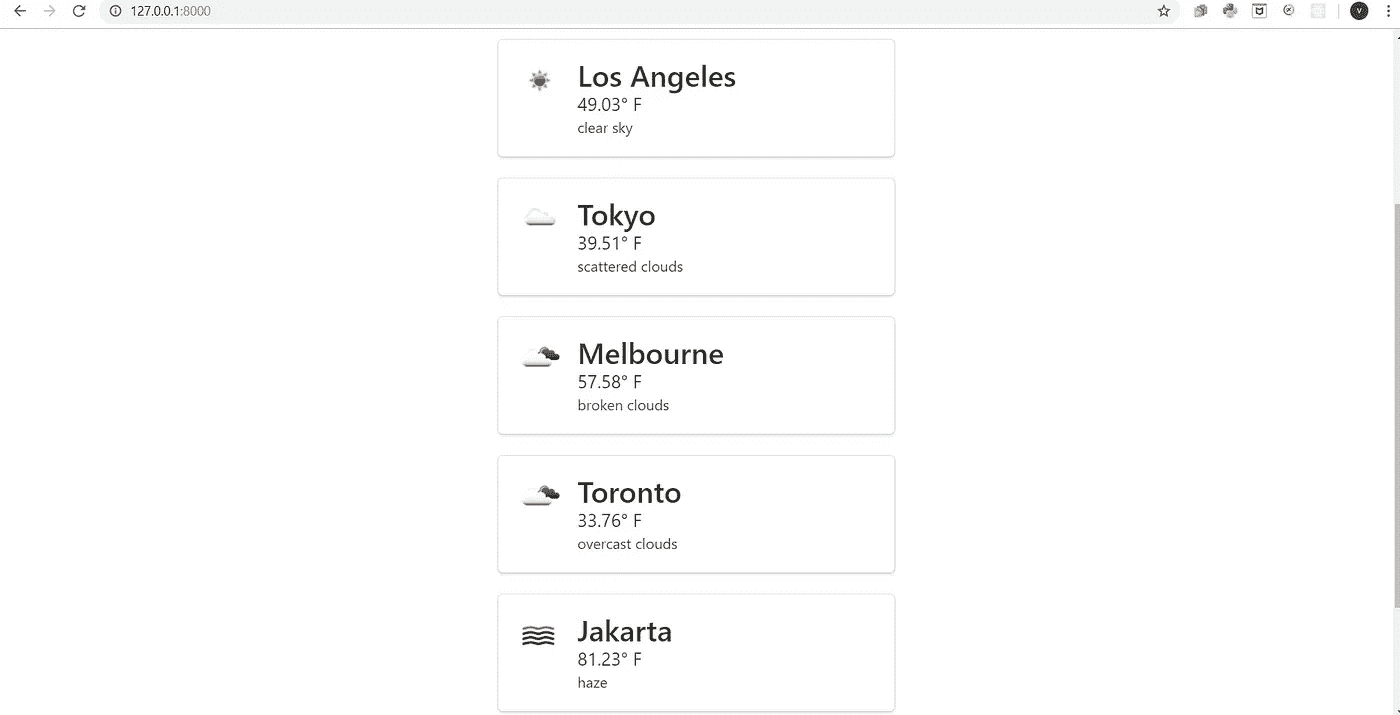 127.0.0.1:8000
Los Angeles
49.03° F
clear sky
Tokyo
39.51° F
scattered clouds
Melbourne
57.58° F
broken clouds
Toronto
33.76° F
overcast clouds
Jakarta
81.23° F
haze